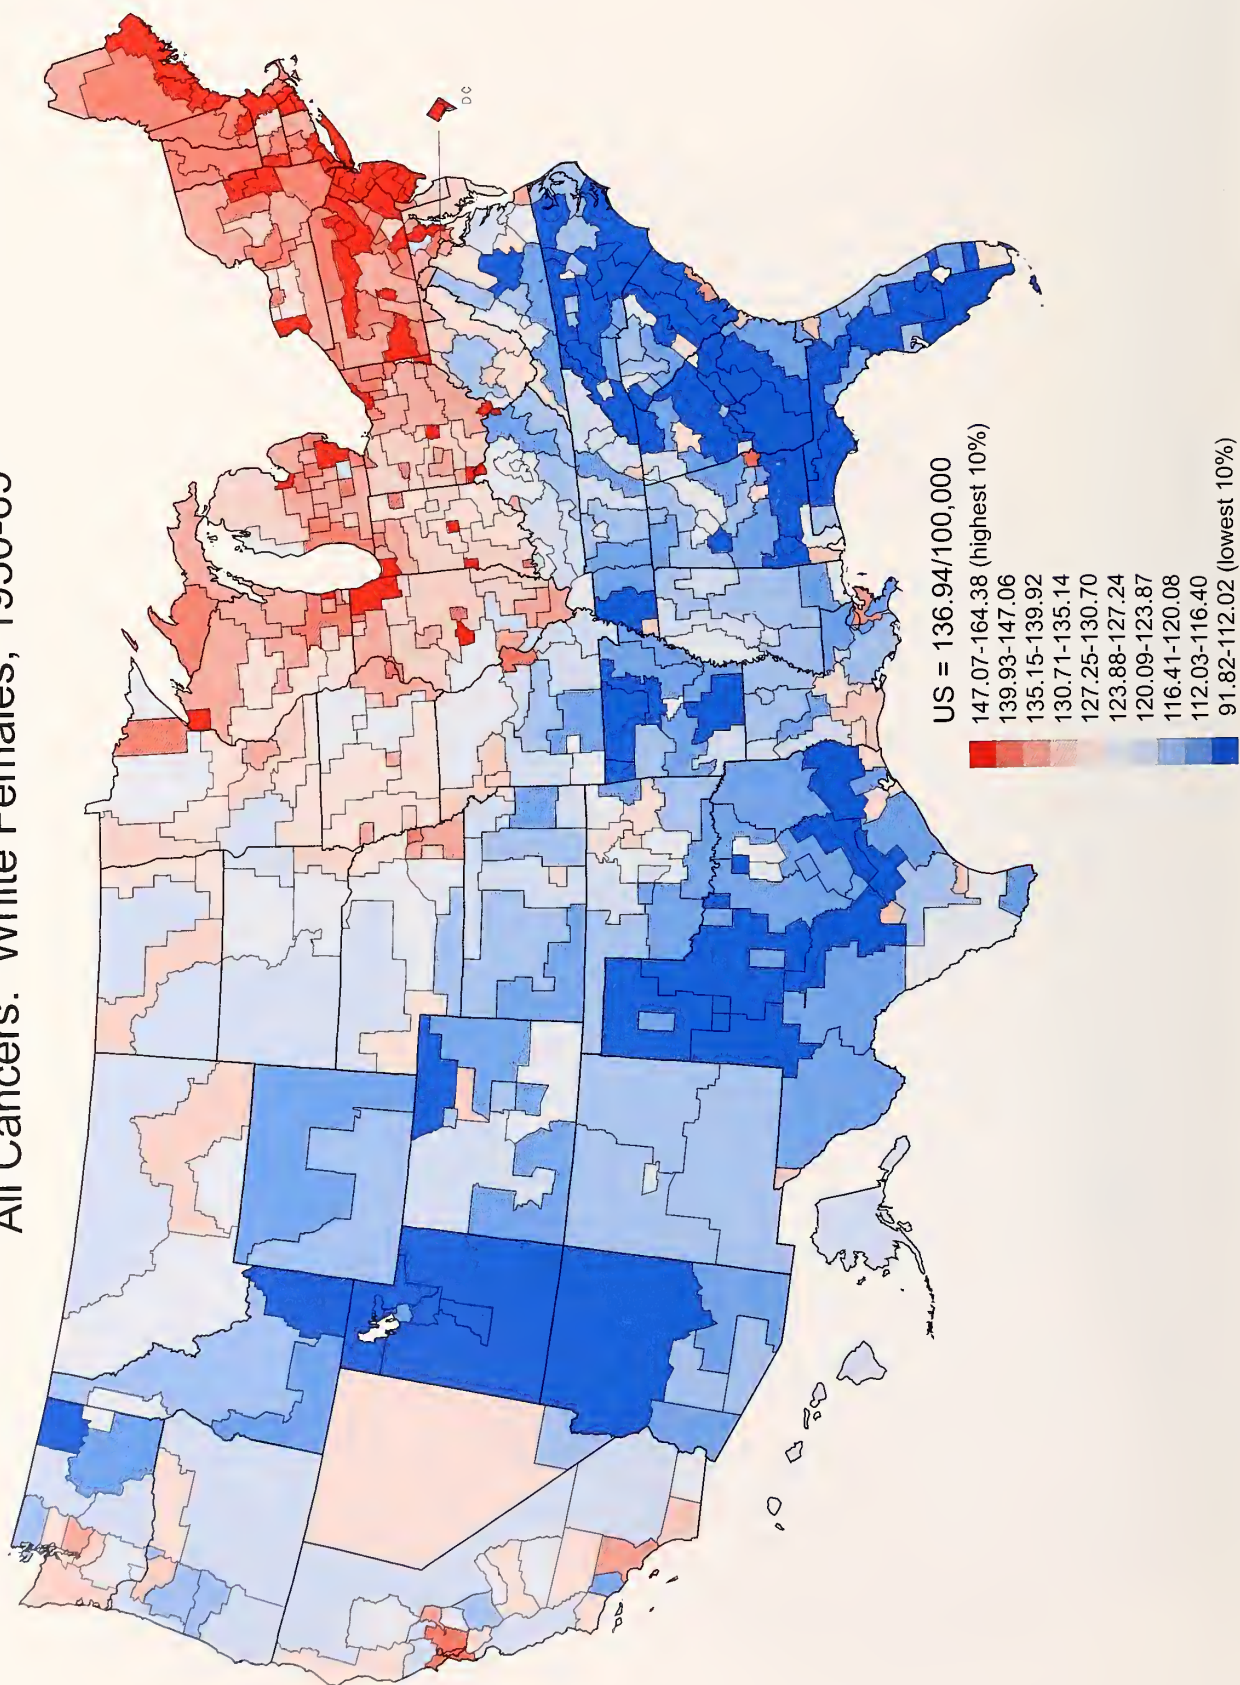 All Cancers: White Females, 1950-69
DC
US = 136.94/100,000
147.07-164.38 (highest 10%)
139.93-147.06
135.15-139.92
130.71-135.14
127.25-130.70
123.88-127.24
120.09-123.87
116.41-120.08
112.03-116.40
91.82-112.02 (lowest 10%)